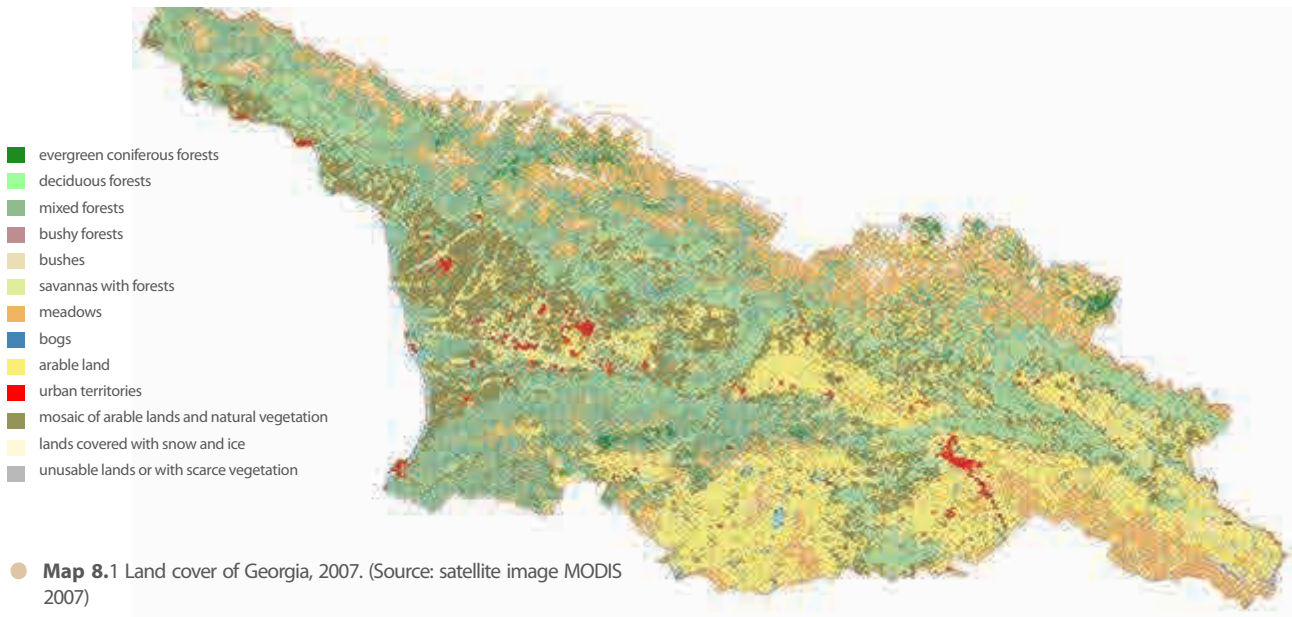 evergreen coniferous forests
deciduous forests
mixed forests
bushy forests
bushes
savannas with forests
meadows
bogs
arable land
urban territories
mosaic of arable lands and natural vegetation
lands covered with snow and ice
unusable lands or with scarce vegetation
Map 8.1 Land cover of Georgia, 2007. (Source: satellite image MODIS
2007)